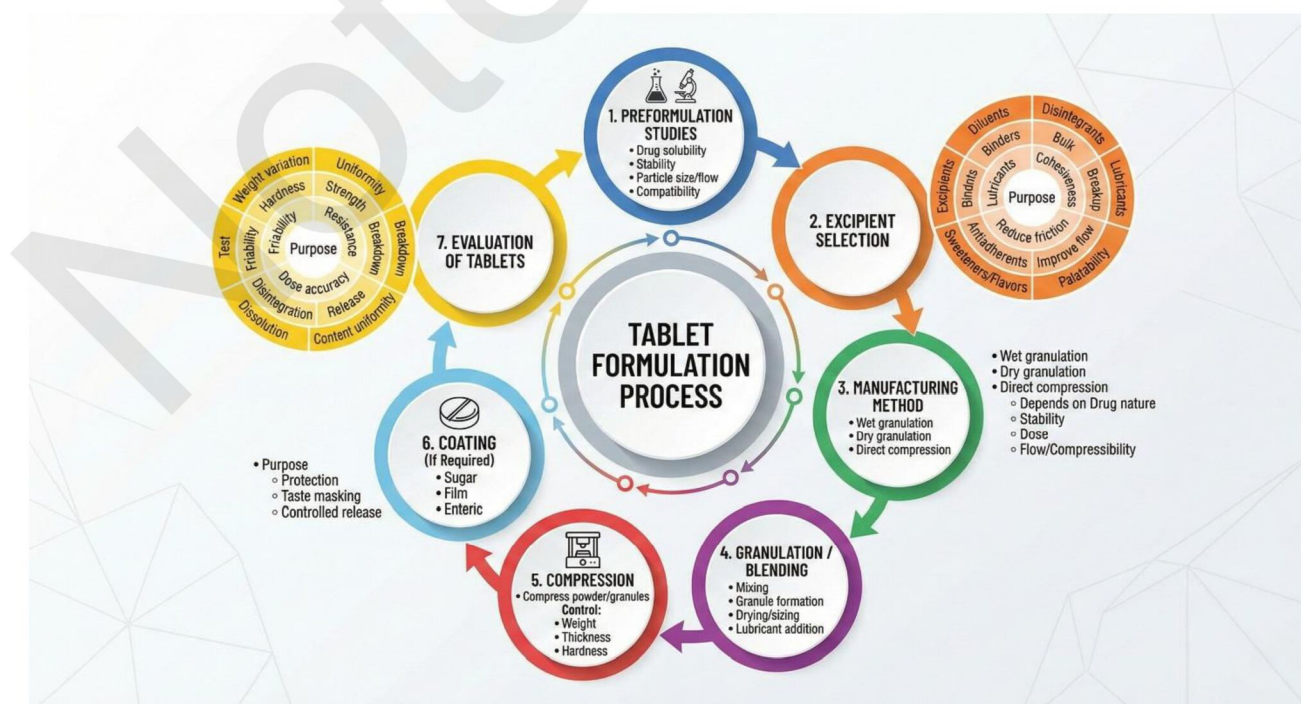 TABLET
FORMULATION
PROCESS
1. PREFORMULATION
STUDIES
• Drug solubility
• Stability
• Particle size/flow
• Compatibility
2. EXCIPIENT
SELECTION
Diluents
Disintegrants
Lubricants
Palatability
Sweeteners/Flavors
Excipients
Binders
Bulk
Breakup
Improve flow
Antiadherents
Bindnts
Lubricants
Cohesiveness
Reduce friction
Purpose
3. MANUFACTURING
METHOD
• Wet granulation
• Dry granulation
• Direct compression
• Wet granulation
• Dry granulation
• Direct compression
○ Depends on Drug nature
○ Stability
○ Dose
○ Flow/Compressibility
4. GRANULATION /
BLENDING
• Mixing
• Granule formation
• Drying/sizing
• Lubricant addition
5. COMPRESSION
• Compress powder/granules
Control:
• Weight
• Thickness
• Hardness
6. COATING
(If Required)
• Sugar
• Film
• Enteric
• Purpose
○ Protection
○ Taste masking
○ Controlled release
7. EVALUATION
OF TABLETS
Weight variation
Uniformity
Breakdown
Content uniformity
Dissolution
Test
Hardness
Strength
Breakdown
Release
Disintegration
Friability
Friability
Resistance
Dose accuracy
Purpose